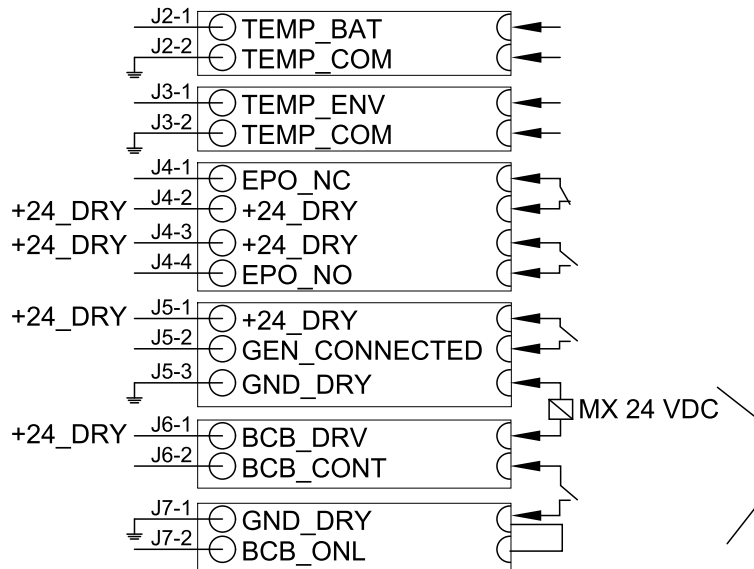 J2-1 TEMP_BAT
J2-2 TEMP_COM
J3-1 TEMP_ENV
J3-2 TEMP_COM
J4-1 EPO_NC
+24_DRY J4-2 +24_DRY
+24_DRY J4-3 +24_DRY
J4-4 EPO_NO
+24_DRY J5-1 +24_DRY
J5-2 GEN_CONNECTED
J5-3 GND_DRY
MX 24 VDC
+24_DRY J6-1 BCB_DRV
J6-2 BCB_CONT
J7-1 GND_DRY
J7-2 BCB_ONL